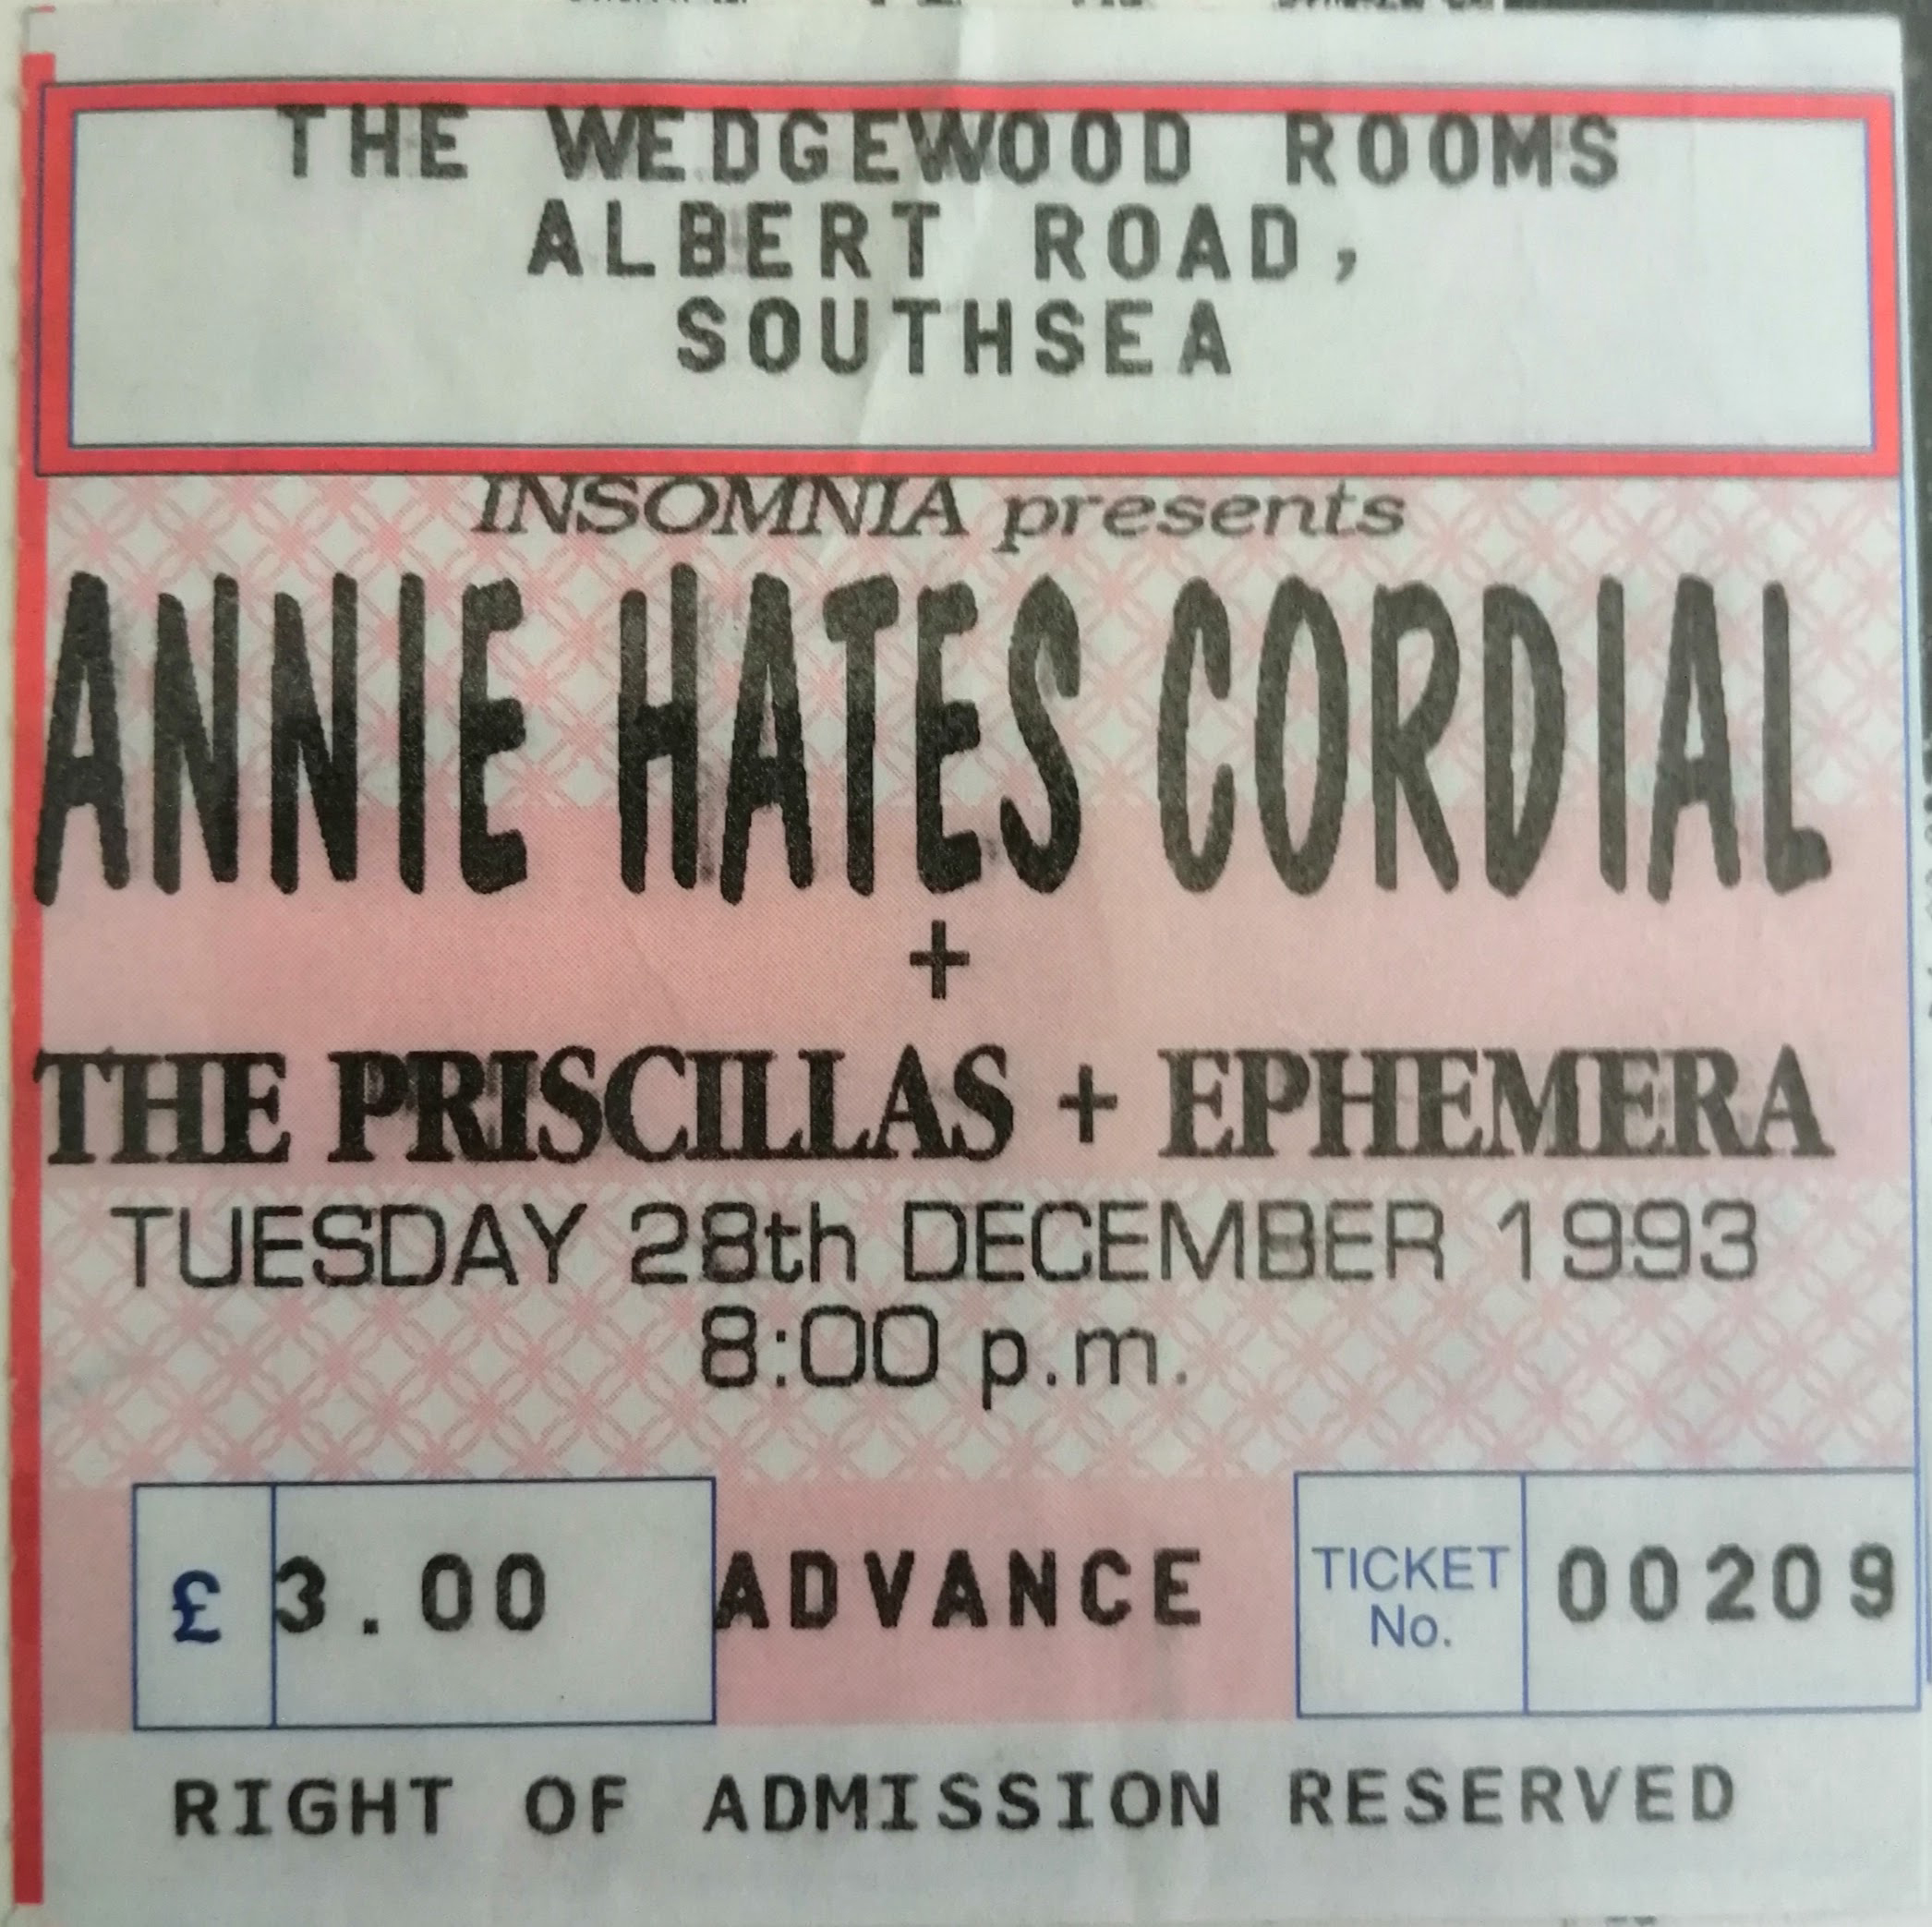 THE WEDGEWOOD ROOMS
ALBERT ROAD,
SOUTHSEA
INSOMNIA presents
ANNIE HATES CORDIAL
+
THE PRISCILLAS + EPHEMERA
TUESDAY 28th DECEMBER 1993
8:00 p.m.
£ 3.00 ADVANCE TICKET No. 00209
RIGHT OF ADMISSION RESERVED